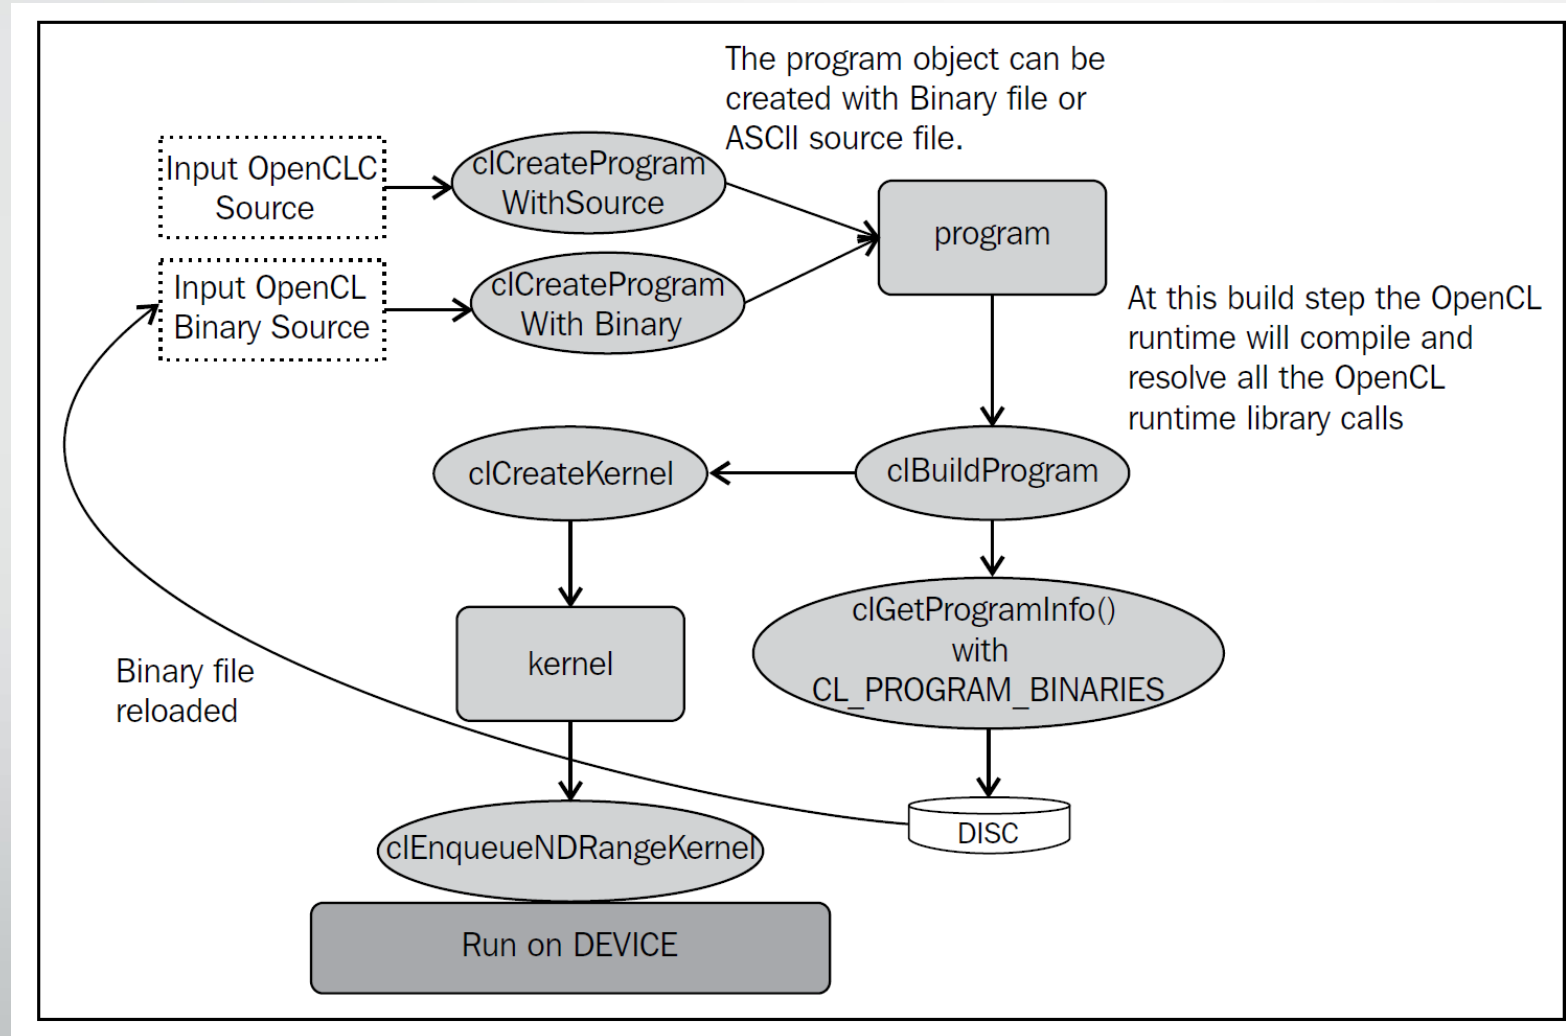 The program object can be
created with Binary file or
ASCII source file.
Input OpenCLC
Source
clCreateProgram
WithSource
program
Input OpenCL
Binary Source
clCreateProgram
With Binary
At this build step the OpenCL
runtime will compile and
resolve all the OpenCL
runtime library calls
clCreateKernel
clBuildProgram
clGetProgramInfo()
with
CL_PROGRAM_BINARIES
kernel
Binary file
reloaded
DISC
clEnqueueNDRangeKernel
Run on DEVICE